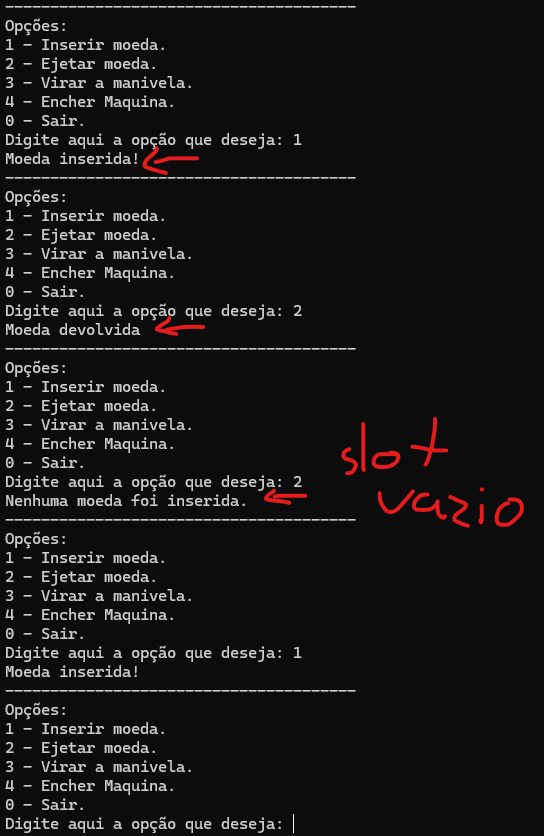 ---------------------------------------
Opções:
1 - Inserir moeda.
2 - Ejetar moeda.
3 - Virar a manivela.
4 - Encher Maquina.
0 - Sair.
Digite aqui a opção que deseja: 1
Moeda inserida!
---------------------------------------
Opções:
1 - Inserir moeda.
2 - Ejetar moeda.
3 - Virar a manivela.
4 - Encher Maquina.
0 - Sair.
Digite aqui a opção que deseja: 2
Moeda devolvida
---------------------------------------
Opções:
1 - Inserir moeda.
2 - Ejetar moeda.
3 - Virar a manivela.
4 - Encher Maquina.
0 - Sair.
Digite aqui a opção que deseja: 2
Nenhuma moeda foi inserida.
slot
vazio
---------------------------------------
Opções:
1 - Inserir moeda.
2 - Ejetar moeda.
3 - Virar a manivela.
4 - Encher Maquina.
0 - Sair.
Digite aqui a opção que deseja: 1
Moeda inserida!
---------------------------------------
Opções:
1 - Inserir moeda.
2 - Ejetar moeda.
3 - Virar a manivela.
4 - Encher Maquina.
0 - Sair.
Digite aqui a opção que deseja: